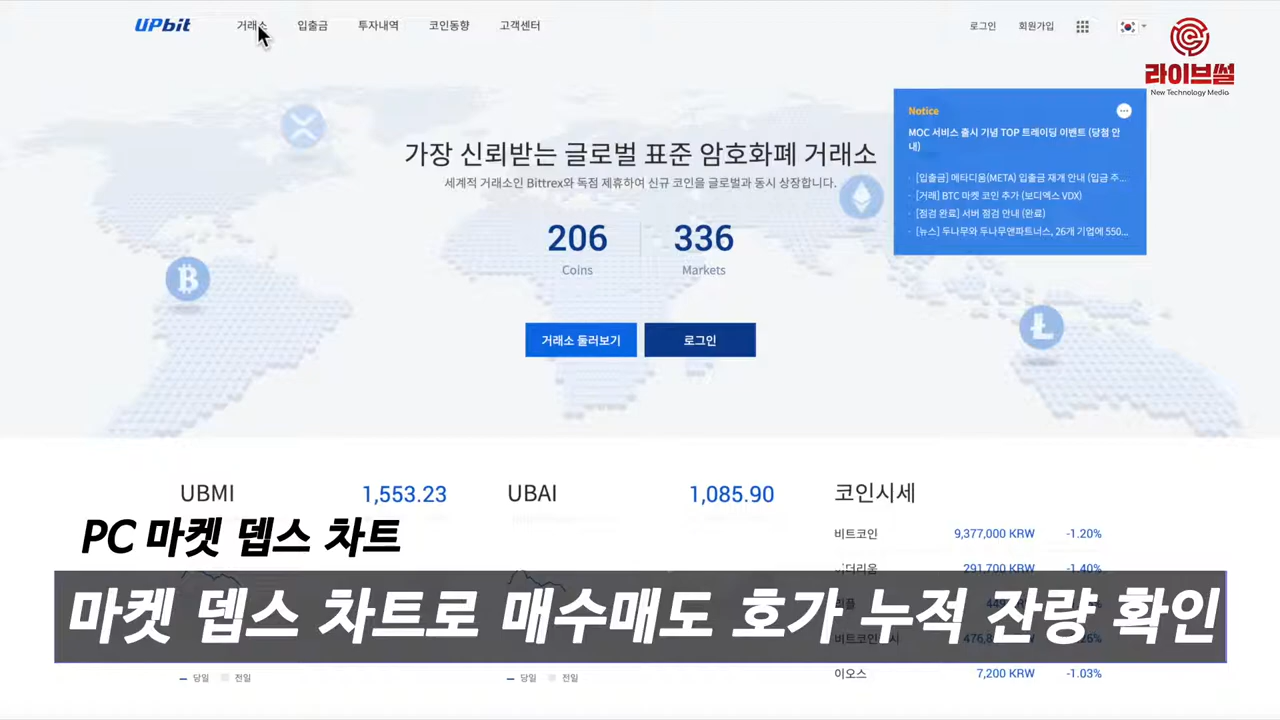 UPbit
거래소 입출금 투자내역 코인동향 고객센터
로그인 회원가입
라이브썰
New Technology Media
Notice
MOC 서비스 출시 기념 TOP 트레이딩 이벤트 (당첨 안
내)
· [입출금] 메타디움(META) 입출금 재개 안내 (입금 주...
· [거래] BTC 마켓 코인 추가 (보디엑스 VDX)
· [점검 완료] 서버 점검 안내 (완료)
· [뉴스] 두나무와 두나무앤파트너스, 26개 기업에 550...
가장 신뢰받는 글로벌 표준 암호화폐 거래소
세계적 거래소인 Bittrex와 독점 제휴하여 신규 코인을 글로벌과 동시 상장합니다.
206 336
Coins Markets
거래소 둘러보기 로그인
UBMI 1,553.23 UBAI 1,085.90 코인시세
비트코인 9,377,000 KRW -1.20%
291,700 KRW -1.40%
PC 마켓 뎁스 차트
마켓 뎁스 차트로 매수매도 호가 누적 잔량 확인
이오스 7,200 KRW -1.03%
당일 전일 당일 전일